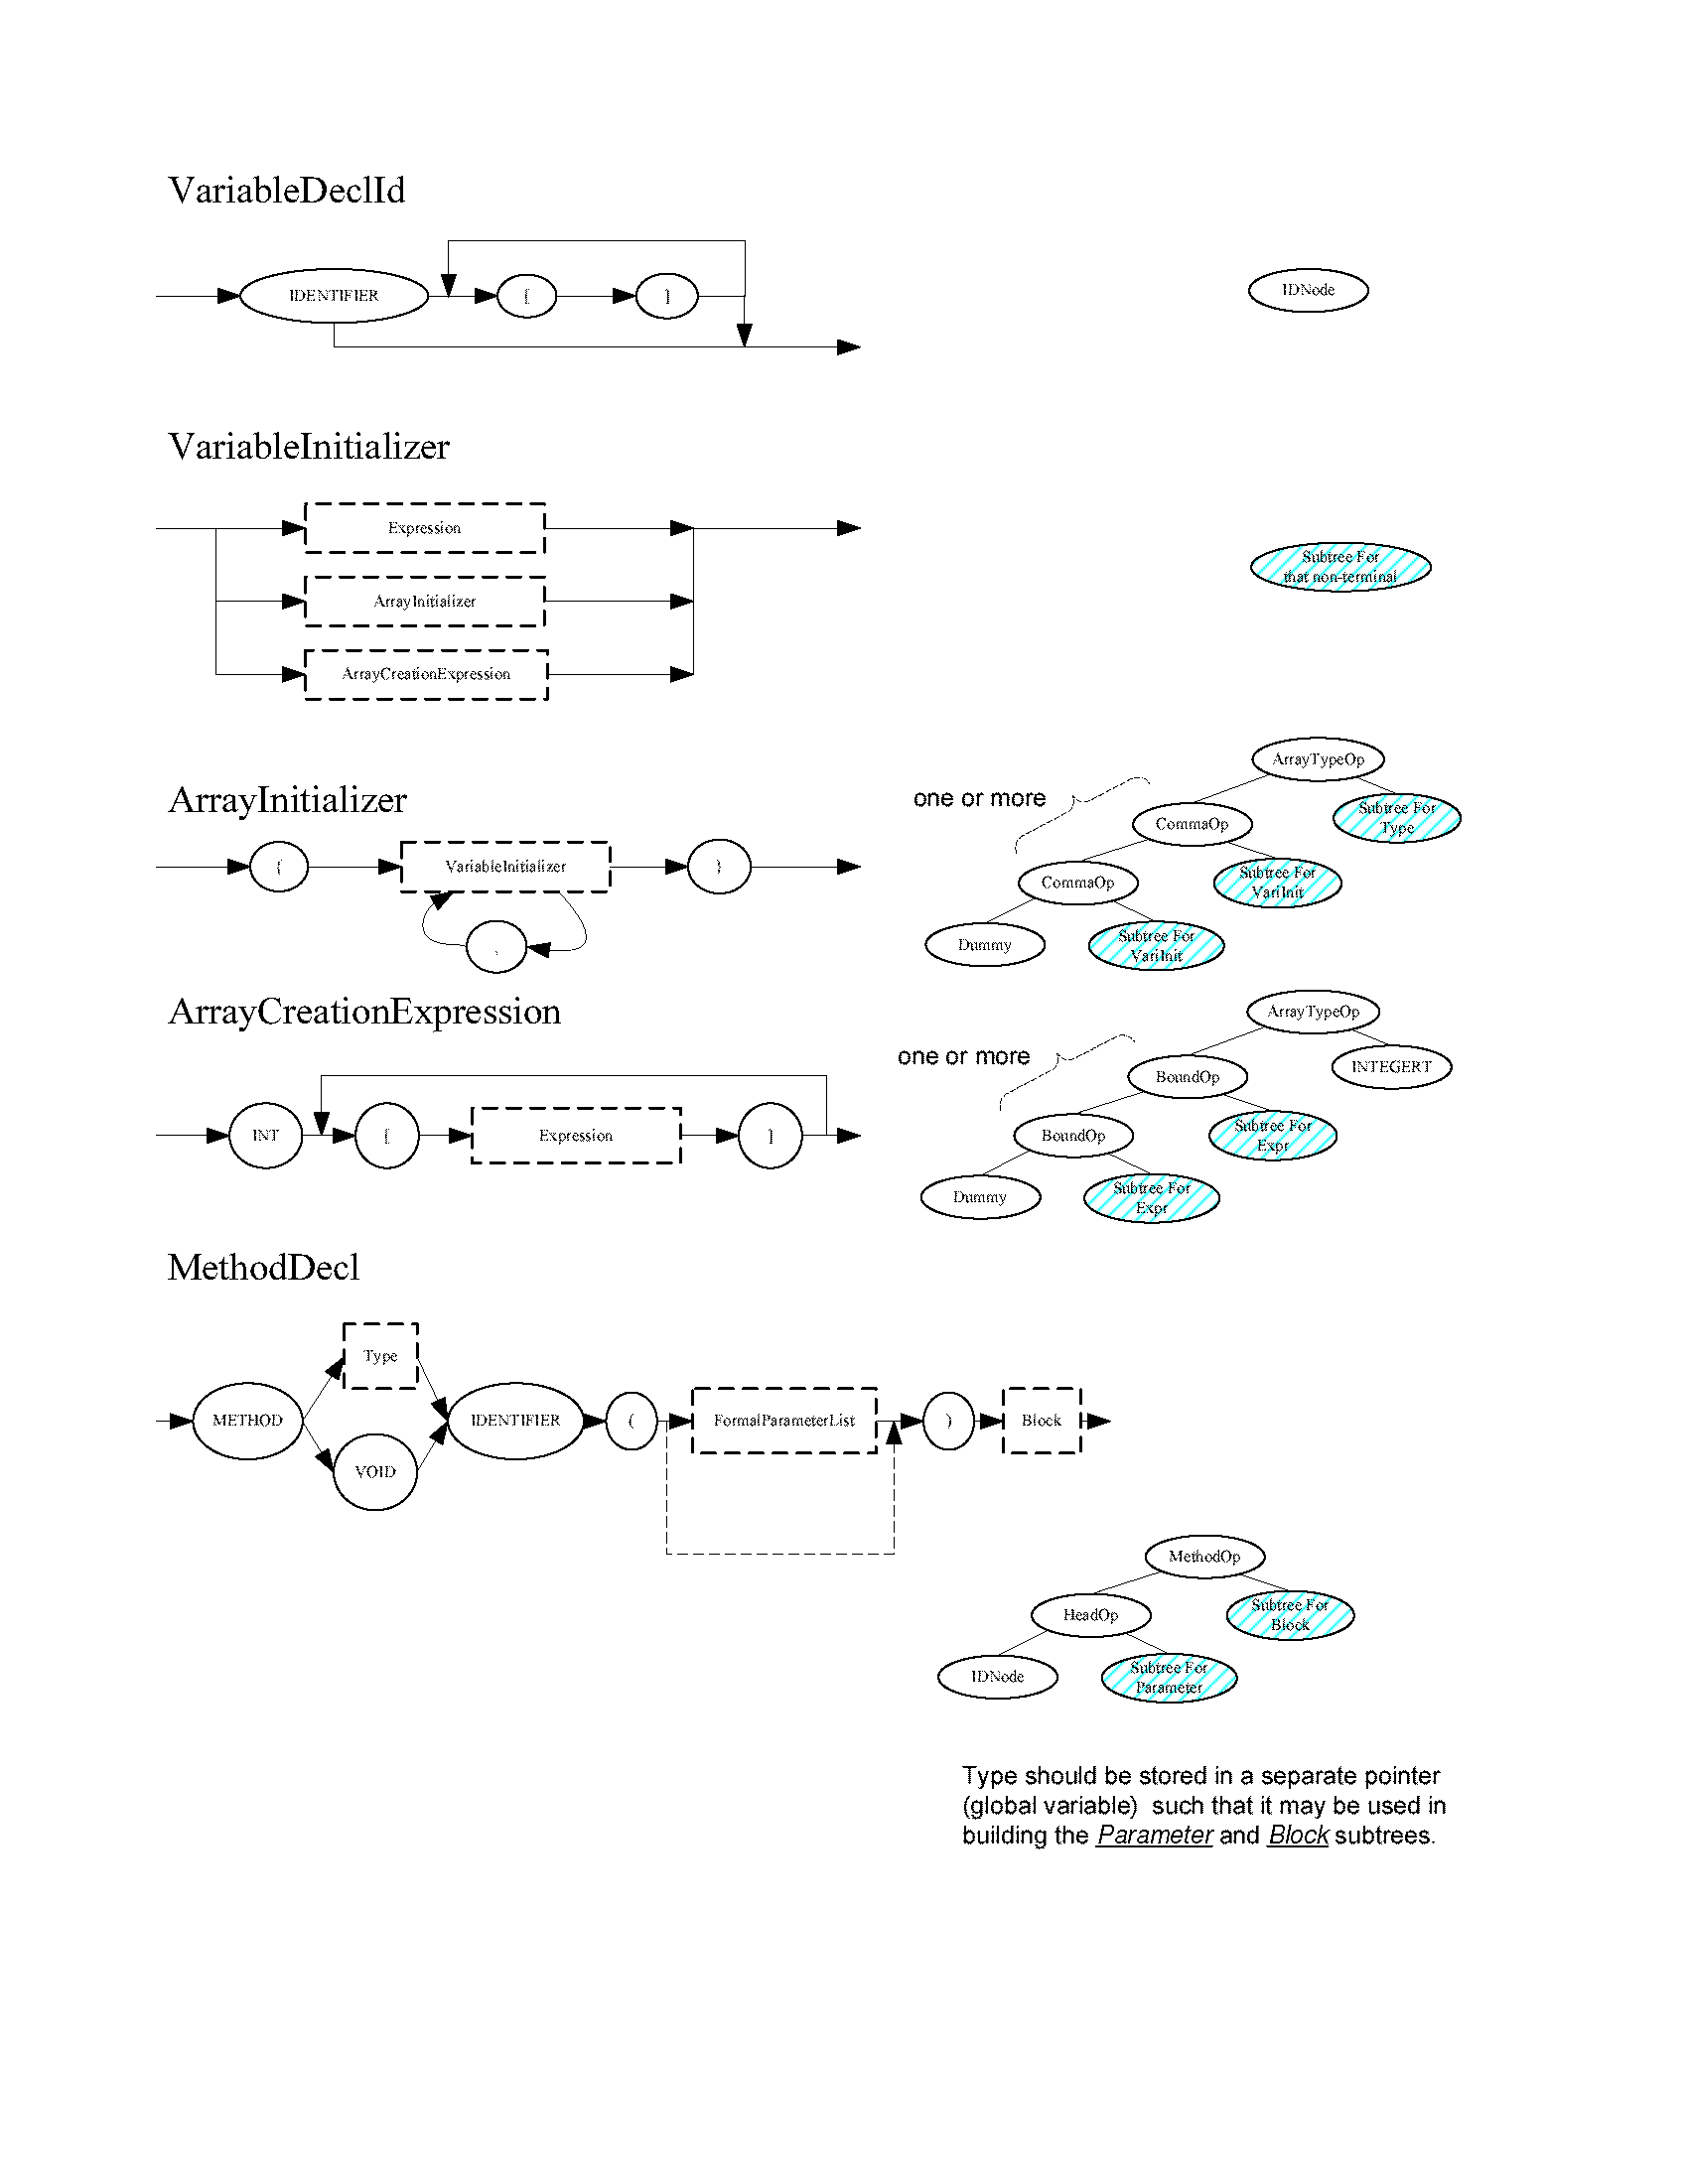 VariableDeclId
IDENTIFIER
[
]
IDNode
VariableInitializer
Expression
ArrayInitializer
ArrayCreationExpression
Subtree For
that non-terminal
ArrayInitializer
{
VariableInitializer
}
,
one or more
ArrayTypeOp
CommaOp
Subtree For
Type
CommaOp
Subtree For
VariInit
Dummy
Subtree For
VariInit
ArrayCreationExpression
INT
[
Expression
]
one or more
ArrayTypeOp
BoundOp
INTEGERT
BoundOp
Subtree For
Expr
Dummy
Subtree For
Expr
MethodDecl
METHOD
Type
VOID
IDENTIFIER
(
FormalParameterList
)
Block
MethodOp
HeadOp
Subtree For
Block
IDNode
Subtree For
Parameter
Type should be stored in a separate pointer
(global variable) such that it may be used in
building the Parameter and Block subtrees.